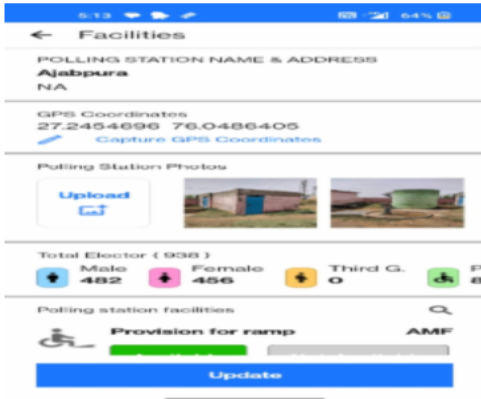 5:13 64%
← Facilities
POLLING STATION NAME & ADDRESS
Ajabpura
NA
GPS Coordinates
27.2454696 76.0486405
Capture GPS Coordinates
Polling Station Photos
Upload
Total Elector ( 938 )
Male Female Third G. P
482 456 0 8
Polling station facilities
Provision for ramp AMF
Update